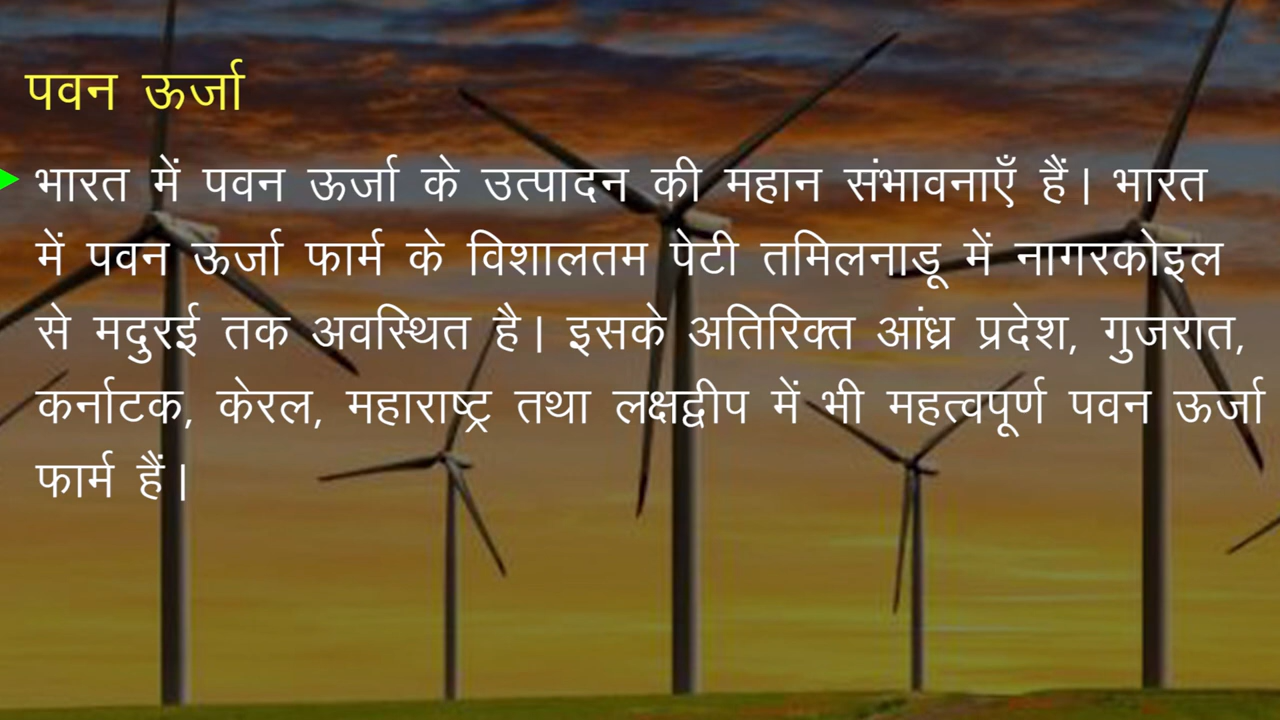 पवन ऊर्जा
भारत में पवन ऊर्जा के उत्पादन की महान संभावनाएँ हैं। भारत
में पवन ऊर्जा फार्म के विशालतम पेटी तमिलनाडू में नागरकोइल
से मदुरई तक अवस्थित है। इसके अतिरिक्त आंध्र प्रदेश, गुजरात,
कर्नाटक, केरल, महाराष्ट्र तथा लक्षद्वीप में भी महत्वपूर्ण पवन ऊर्जा
फार्म हैं।